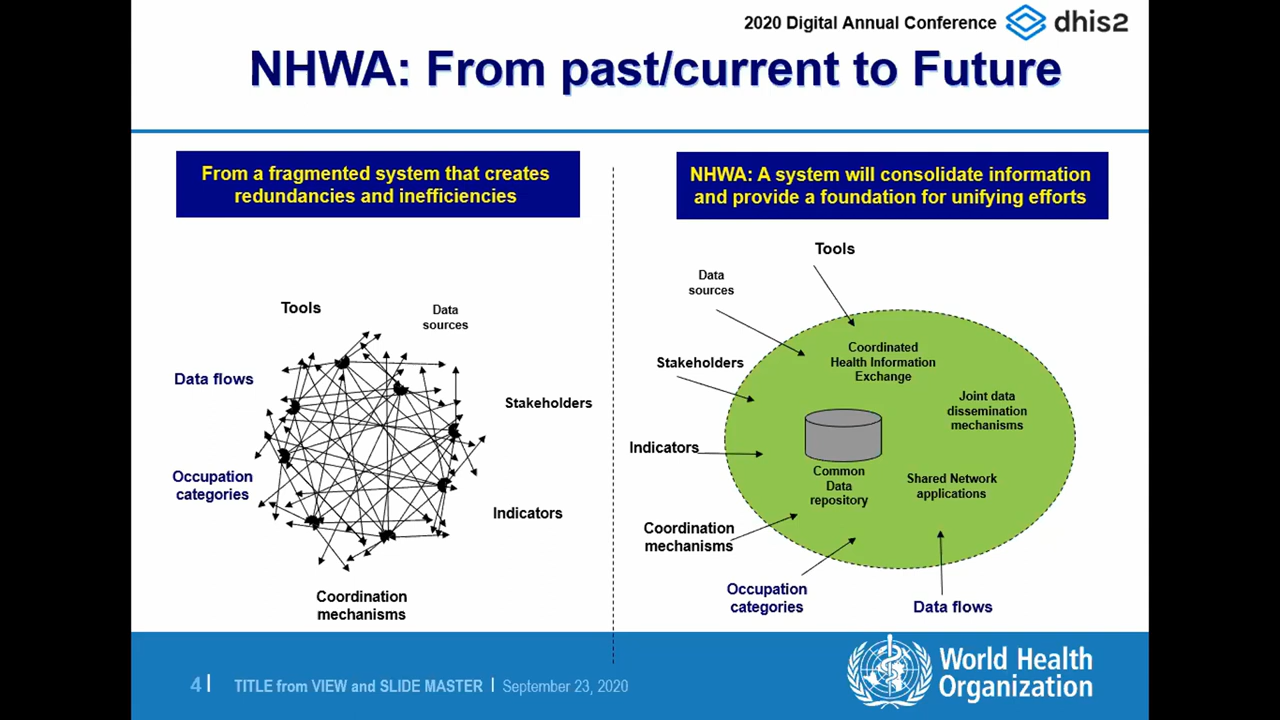 2020 Digital Annual Conference dhis2
NHWA: From past/current to Future
From a fragmented system that creates
redundancies and inefficiencies
Tools
Data
sources
Data flows
Stakeholders
Occupation
categories
Indicators
Coordination
mechanisms
NHWA: A system will consolidate information
and provide a foundation for unifying efforts
Tools
Data
sources
Stakeholders
Indicators
Coordination
mechanisms
Occupation
categories
Data flows
Coordinated
Health Information
Exchange
Joint data
dissemination
mechanisms
Common
Data
repository
Shared Network
applications
4 | TITLE from VIEW and SLIDE MASTER | September 23, 2020
World Health
Organization